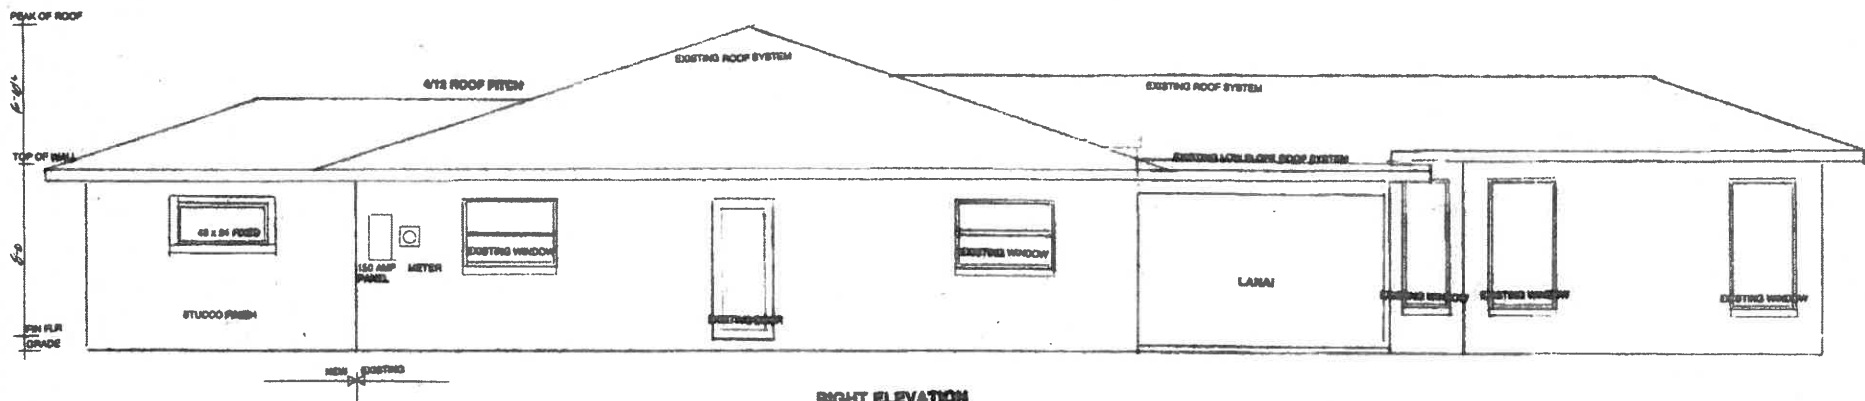 PEAK OF ROOF
EXISTING ROOF SYSTEM
4/12 ROOF PITCH
EXISTING ROOF SYSTEM
TOP OF WALL
EXISTING LOW SLOPE ROOF SYSTEM
48 x 24 FIXED
EXISTING WINDOW
EXISTING WINDOW
150 AMP
PANEL
METER
LANAI
EXISTING WINDOW
EXISTING WINDOW
EXISTING WINDOW
STUCCO FINISH
EXISTING DOOR
FIN FLR
GRADE
NEW
EXISTING
RIGHT ELEVATION